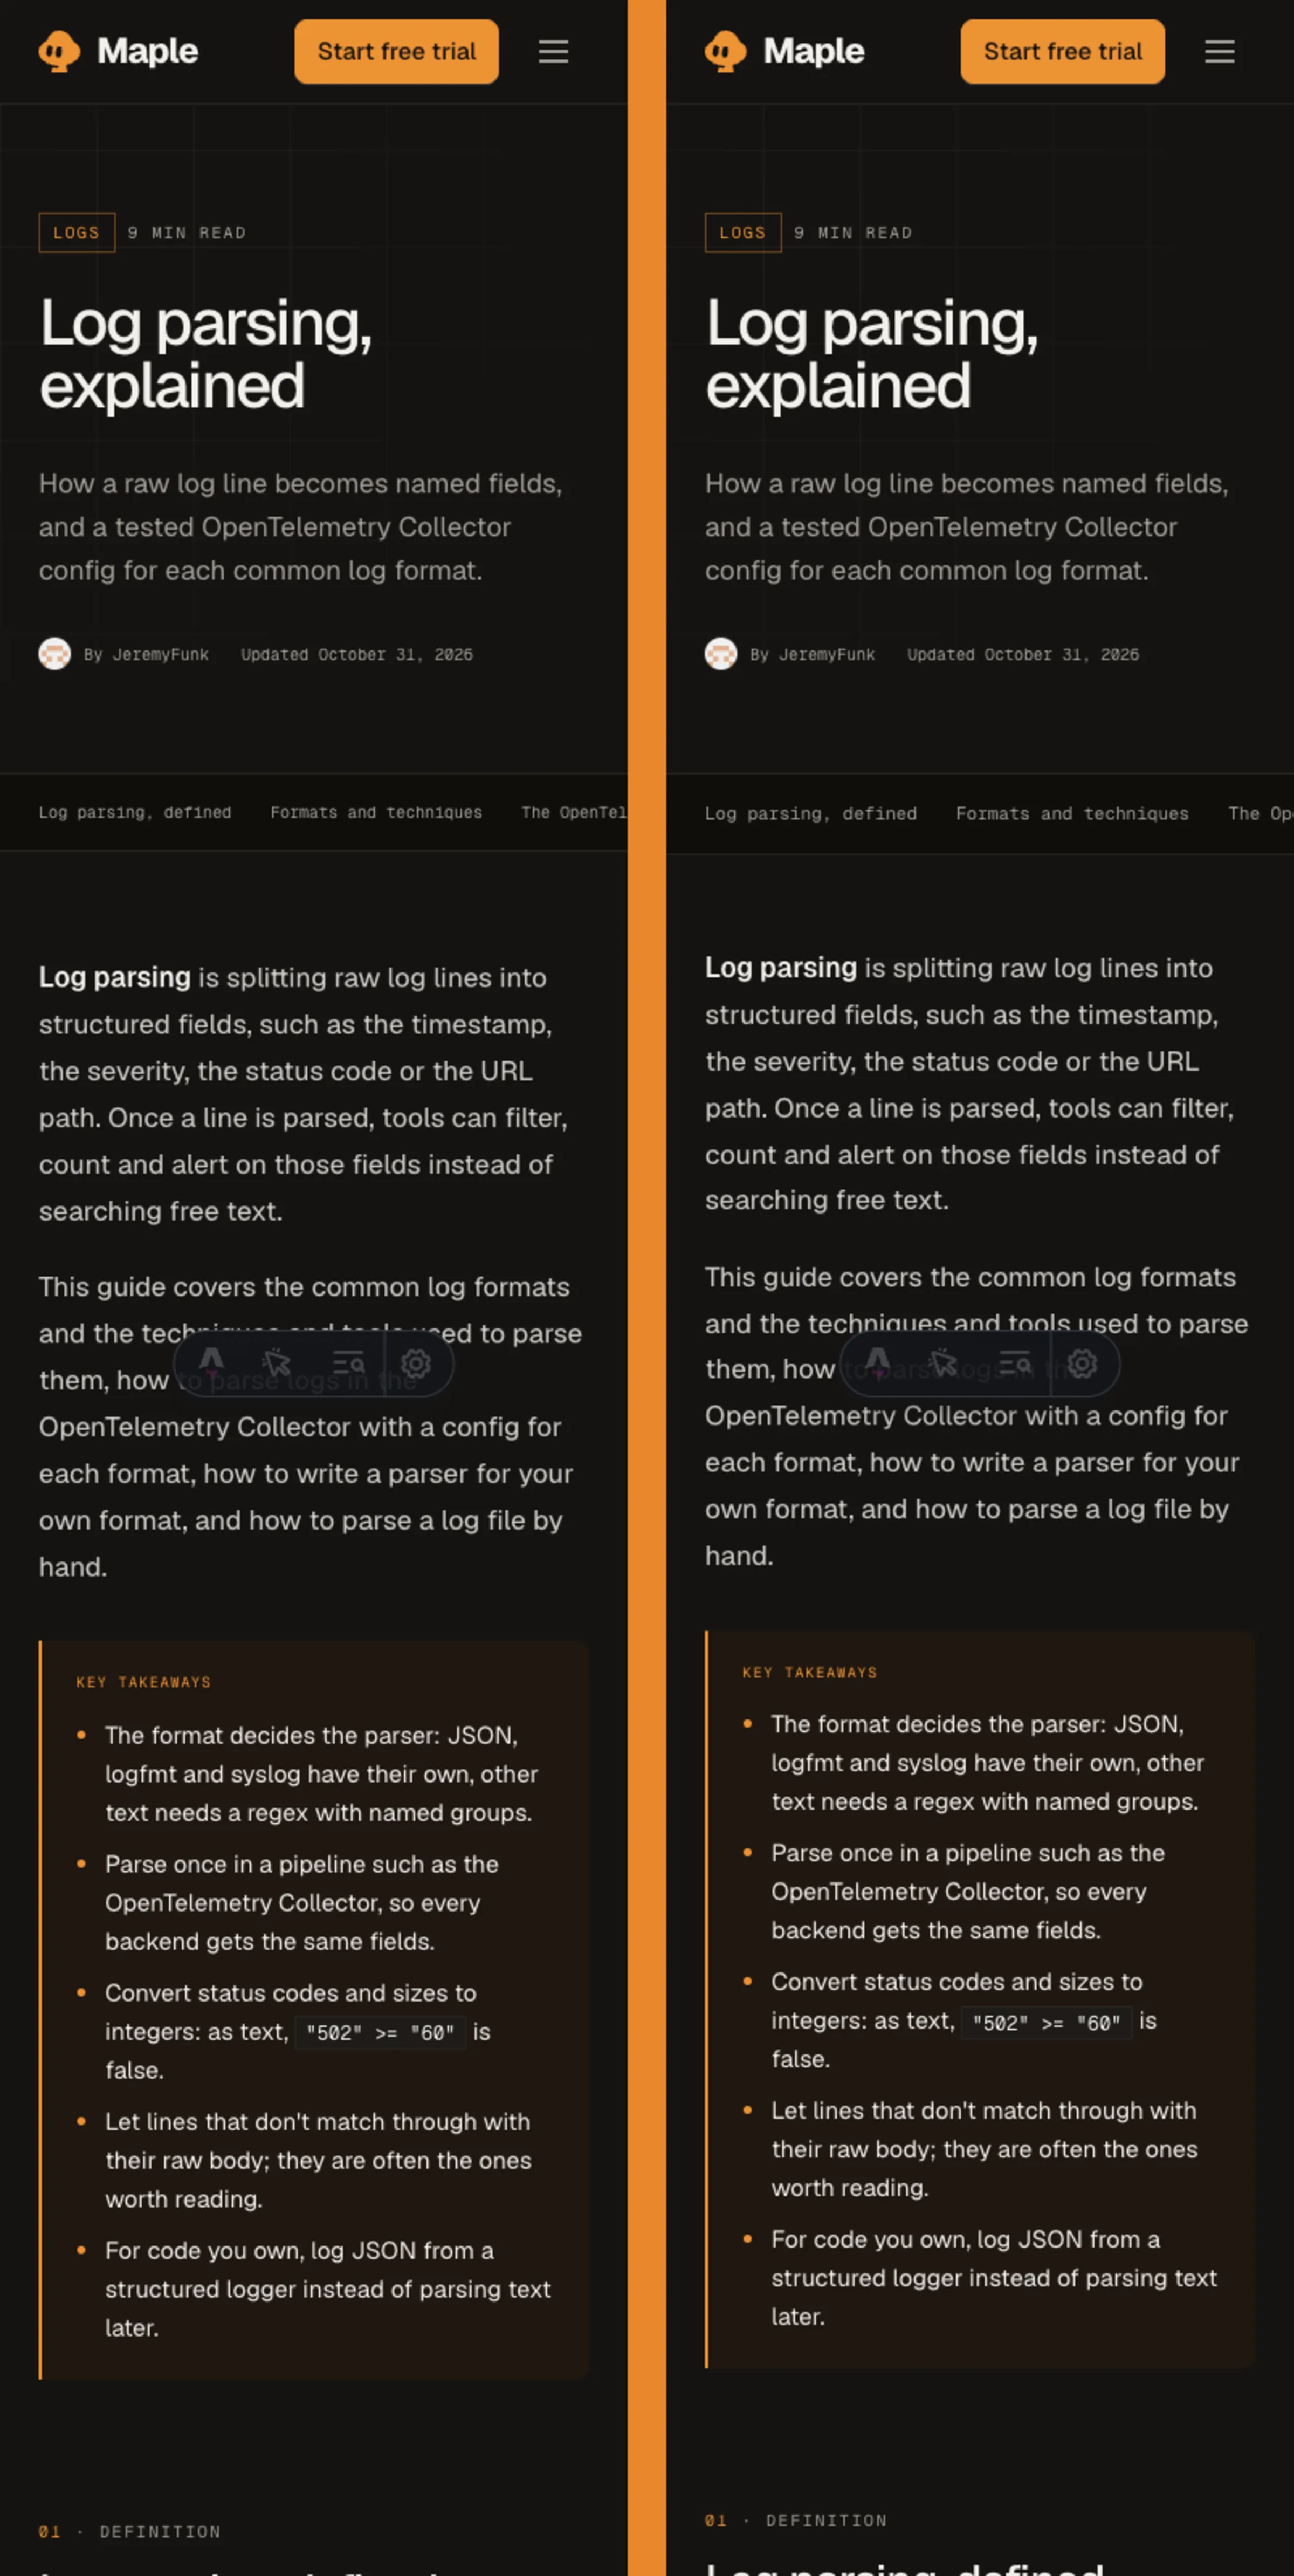 Maple
Start free trial
LOGS
9 MIN READ
Log parsing,
explained
How a raw log line becomes named fields,
and a tested OpenTelemetry Collector
config for each common log format.
By JeremyFunk
Updated October 31, 2026
Log parsing, defined
Formats and techniques
The OpenTel
Log parsing is splitting raw log lines into
structured fields, such as the timestamp,
the severity, the status code or the URL
path. Once a line is parsed, tools can filter,
count and alert on those fields instead of
searching free text.
This guide covers the common log formats
and the techniques and tools used to parse
them, how to parse logs in the
OpenTelemetry Collector with a config for
each format, how to write a parser for your
own format, and how to parse a log file by
hand.
KEY TAKEAWAYS
• The format decides the parser: JSON,
logfmt and syslog have their own, other
text needs a regex with named groups.
• Parse once in a pipeline such as the
OpenTelemetry Collector, so every
backend gets the same fields.
• Convert status codes and sizes to
integers: as text, "502" >= "60" is
false.
• Let lines that don't match through with
their raw body; they are often the ones
worth reading.
• For code you own, log JSON from a
structured logger instead of parsing text
later.
01 · DEFINITION
Maple
Start free trial
LOGS
9 MIN READ
Log parsing,
explained
How a raw log line becomes named fields,
and a tested OpenTelemetry Collector
config for each common log format.
By JeremyFunk
Updated October 31, 2026
Log parsing, defined
Formats and techniques
The Op
Log parsing is splitting raw log lines into
structured fields, such as the timestamp,
the severity, the status code or the URL
path. Once a line is parsed, tools can filter,
count and alert on those fields instead of
searching free text.
This guide covers the common log formats
and the techniques and tools used to parse
them, how to parse logs in the
OpenTelemetry Collector with a config for
each format, how to write a parser for your
own format, and how to parse a log file by
hand.
KEY TAKEAWAYS
• The format decides the parser: JSON,
logfmt and syslog have their own, other
text needs a regex with named groups.
• Parse once in a pipeline such as the
OpenTelemetry Collector, so every
backend gets the same fields.
• Convert status codes and sizes to
integers: as text, "502" >= "60" is
false.
• Let lines that don't match through with
their raw body; they are often the ones
worth reading.
• For code you own, log JSON from a
structured logger instead of parsing text
later.
01 · DEFINITION
Log parsing, defined